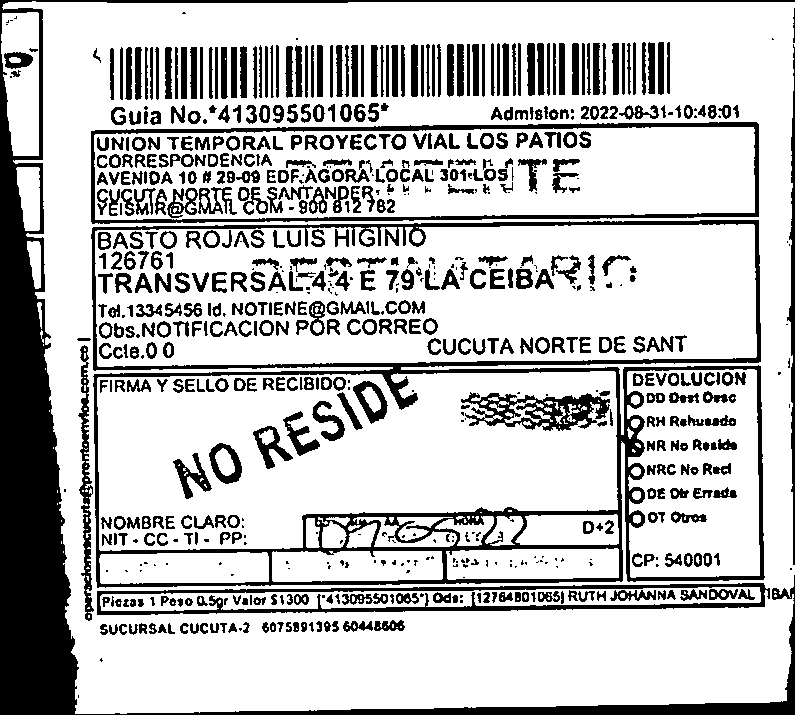 Guia No.*413095501065*
Admision: 2022-08-31-10:48:01
UNION TEMPORAL PROYECTO VIAL LOS PATIOS
CORRESPONDENCIA
AVENIDA 10 # 29-09 EDF.AGORA LOCAL 301-LOS
CUCUTA NORTE DE SANTANDER
YEISMIR@GMAIL COM - 900 812 782
BASTO ROJAS LUIS HIGINIO
126761
DESTINATARIO
TRANSVERSAL 4 4 E 79 LA CEIBA
Tel.13345456 Id. NOTIENE@GMAIL.COM
Obs.NOTIFICACION POR CORREO
Ccte.0 0
CUCUTA NORTE DE SANT
operacionescucuta@prontoenvios.com.co |
FIRMA Y SELLO DE RECIBIDO:
NO RESIDE
NOMBRE CLARO:
NIT - CC - TI - PP:
AA
HORA
D+2
DEVOLUCION
DD Dest Desc
RH Rehusado
NR No Reside
NRC No Recl
DE Dir Errada
OT Otros
CP: 540001
Piezas 1 Peso 0.5gr Valor $1300 [*413095501065*] Ods: [12764801065] RUTH JOHANNA SANDOVAL
SUCURSAL CUCUTA-2 6075891395 60448606